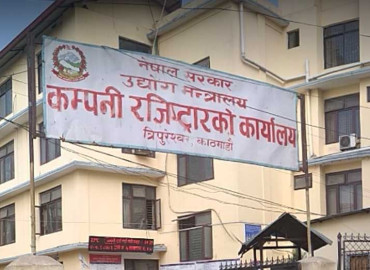 नेपाल सरकार
उद्योग मन्त्रालय
कम्पनी रजिष्ट्रारको कार्यालय
त्रिपुरेश्वर, काठमाडौं